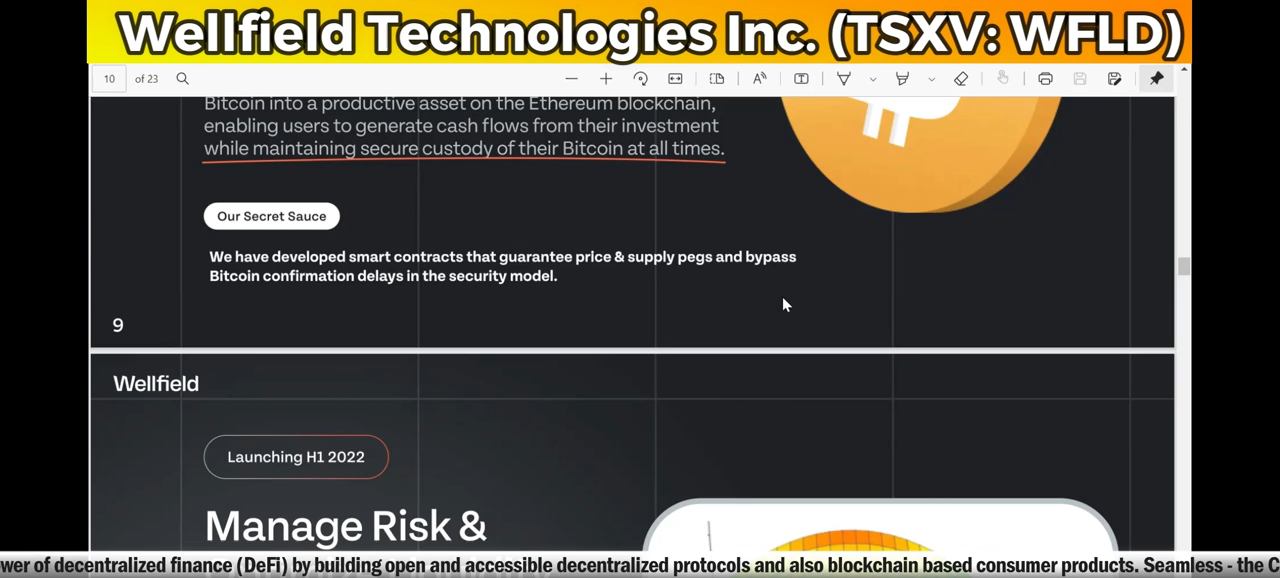 Wellfield Technologies Inc. (TSXV: WFLD)
10 of 23
Bitcoin into a productive asset on the Ethereum blockchain,
enabling users to generate cash flows from their investment
while maintaining secure custody of their Bitcoin at all times.
Our Secret Sauce
We have developed smart contracts that guarantee price & supply pegs and bypass
Bitcoin confirmation delays in the security model.
9
Wellfield
Launching H1 2022
Manage Risk &
of decentralized finance (DeFi) by building open and accessible decentralized protocols and also blockchain based consumer products. Seamless - the